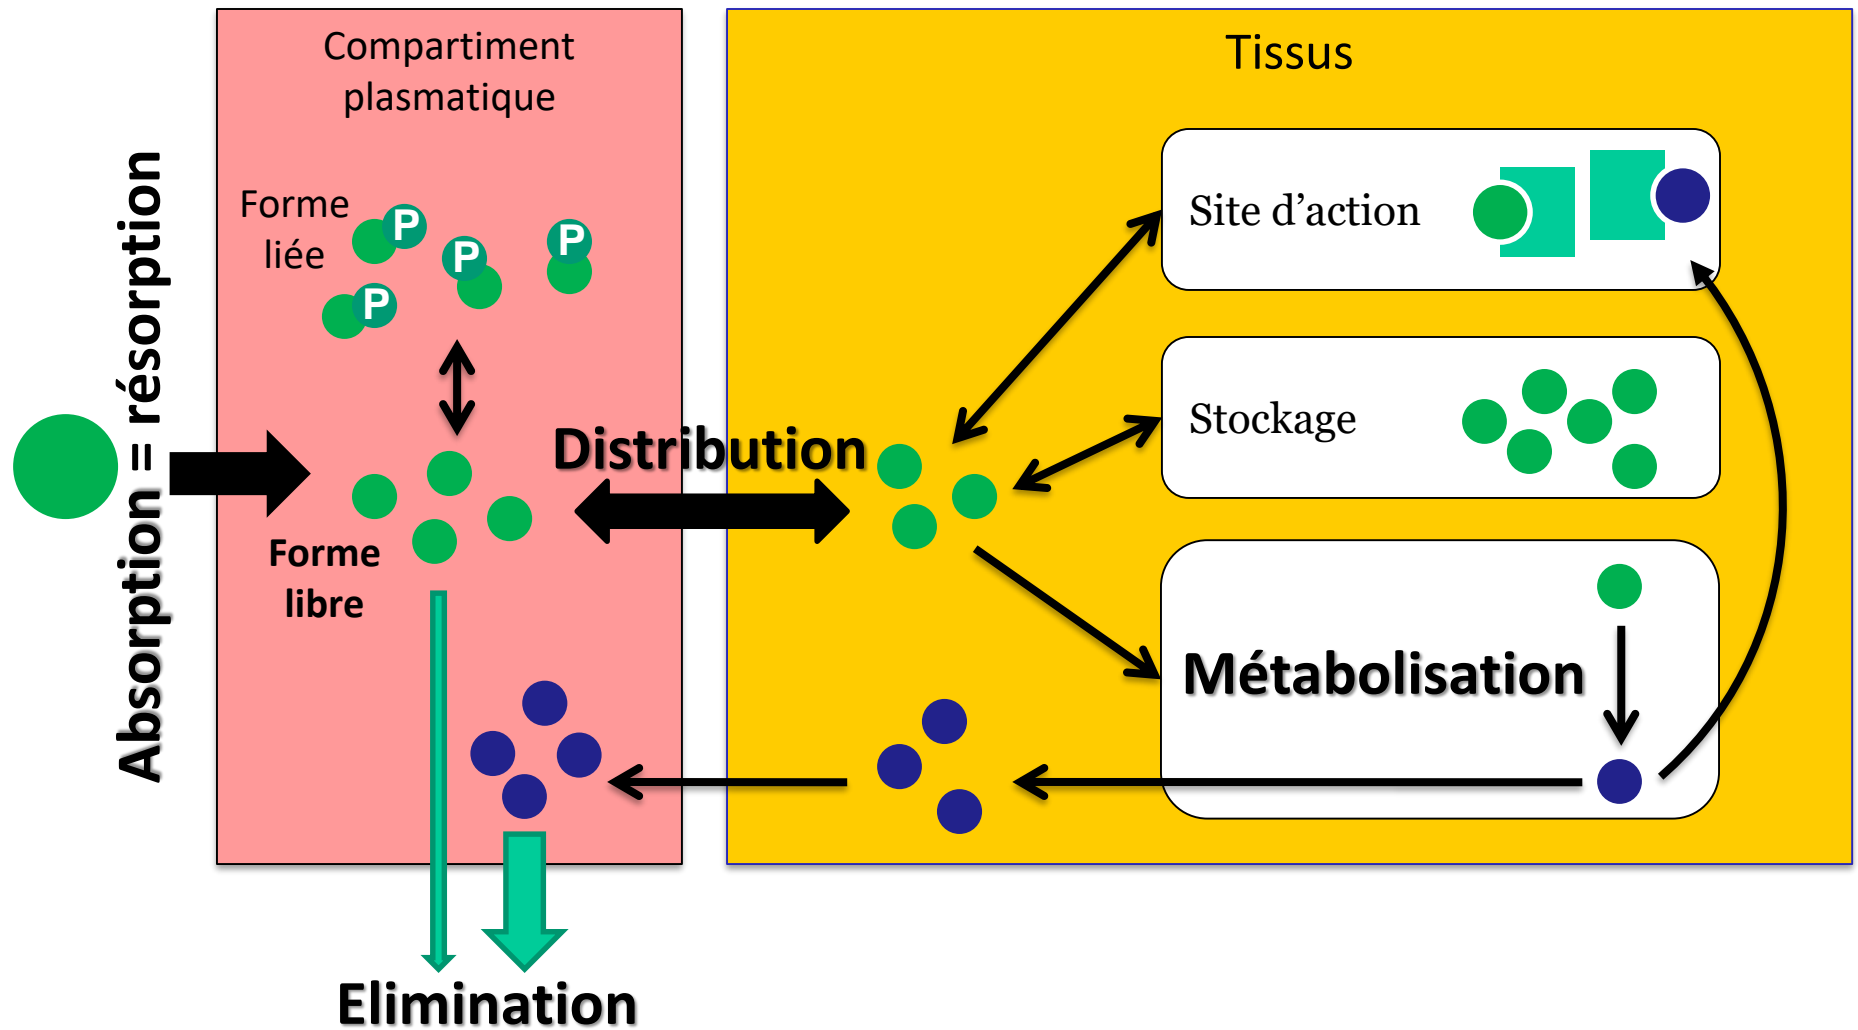 Compartiment
plasmatique
Tissus
Absorption = résorption
Forme
liée
P
P
P
P
Site d’action
Distribution
Stockage
Forme
libre
Métabolisation
Elimination